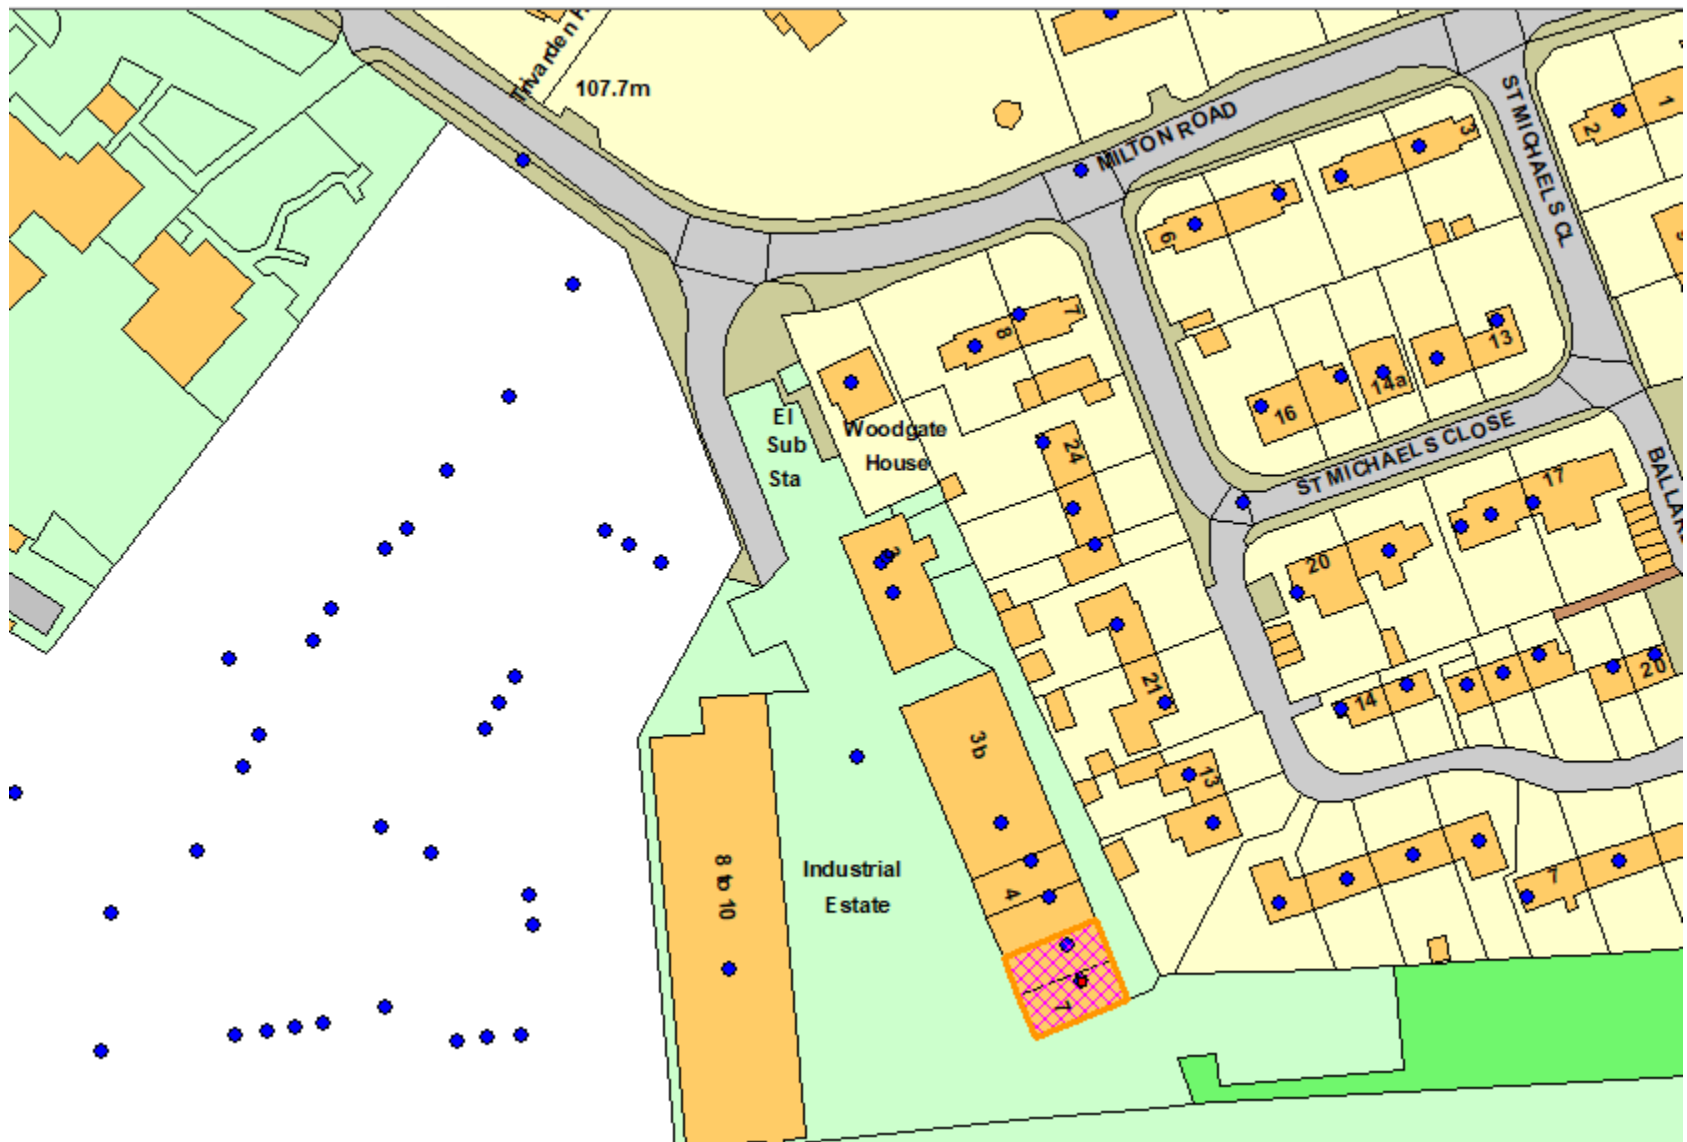 107.7m
MILTON ROAD
ST MICHAELS CL
1
2
3
6
7
8
13
14a
16
El
Sub
Sta
Woodgate
House
24
ST MICHAELS CLOSE
17
20
14
20
21
3b
13
7
8 to 10
Industrial
Estate
4
7